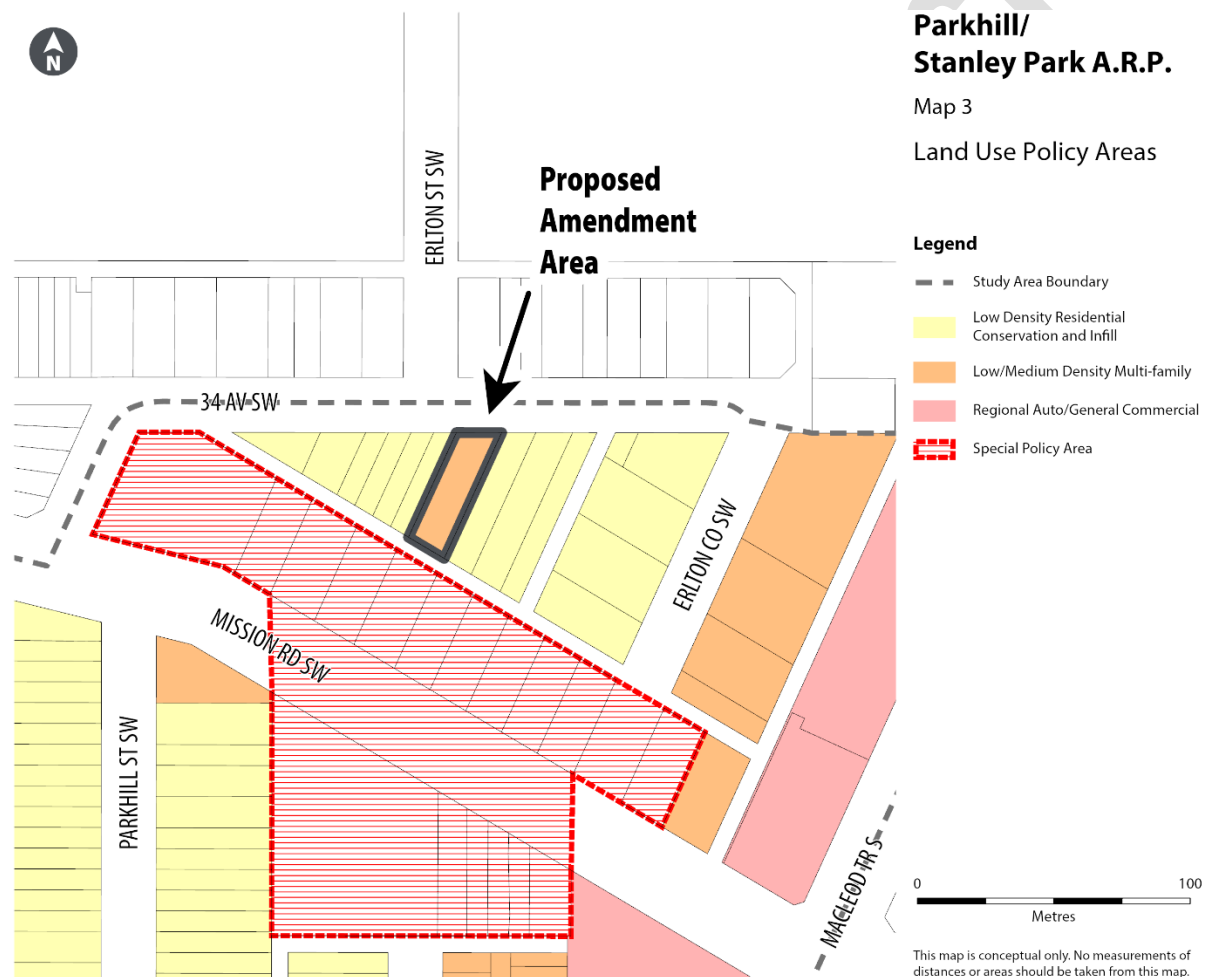 Parkhill/
Stanley Park A.R.P.
Map 3
Land Use Policy Areas
N
ERLTON ST SW
Proposed
Amendment
Area
Legend
Study Area Boundary
Low Density Residential
Conservation and Infill
Low/Medium Density Multi-family
Regional Auto/General Commercial
Special Policy Area
34 AV SW
ERLTON CO SW
MISSION RD SW
PARKHILL ST SW
MACLEOD TR S
0 100
Metres
This map is conceptual only. No measurements of
distances or areas should be taken from this map.